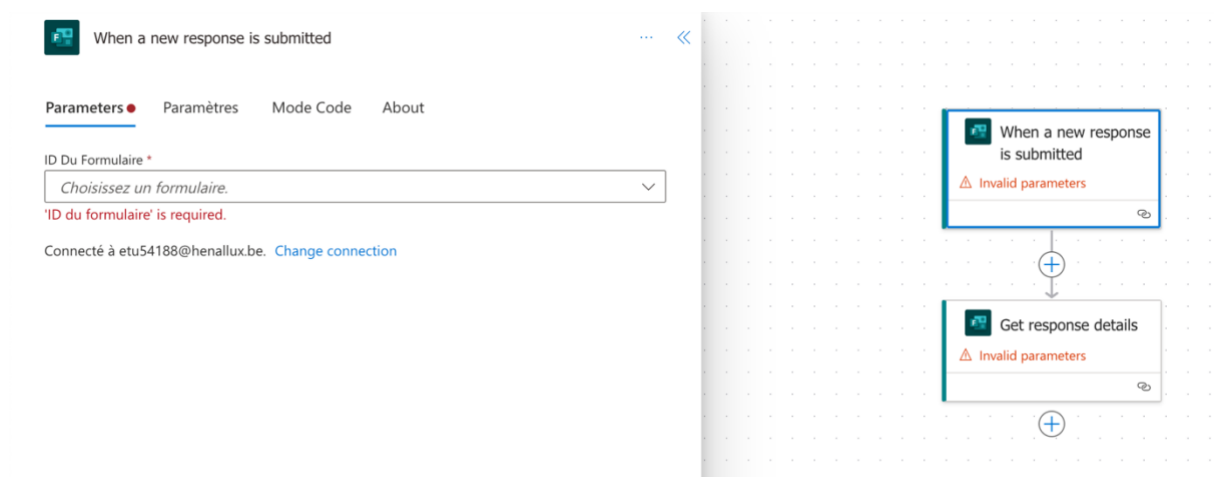 When a new response is submitted
Parameters
Paramètres
Mode Code
About
ID Du Formulaire *
Choisissez un formulaire.
'ID du formulaire' is required.
Connecté à etu54188@henallux.be. Change connection
When a new response
is submitted
Invalid parameters
Get response details
Invalid parameters